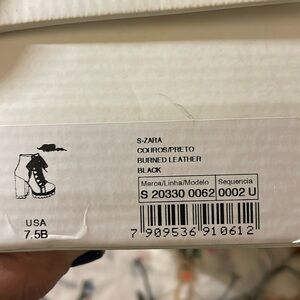 S-ZARA
COUROS/PRETO
BURNED LEATHER
BLACK
Marca/Linha/Modelo Sequencia
S 20330 0062 0002 U
USA
7.5B
7 909536 910612